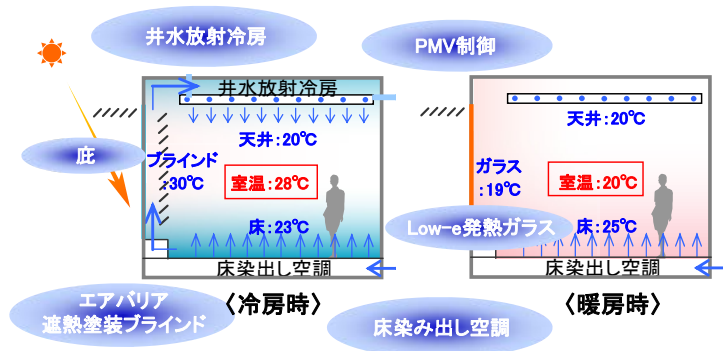 井水放射冷房
PMV制御
井水放射冷房
天井:20℃
天井:20℃
庇
ブラインド
:30℃
室温:28℃
ガラス
:19℃
室温:20℃
床:23℃
Low-e発熱ガラス
床:25℃
床染出し空調
床染出し空調
エアバリア
遮熱塗装ブラインド
〈冷房時〉
床染み出し空調
〈暖房時〉